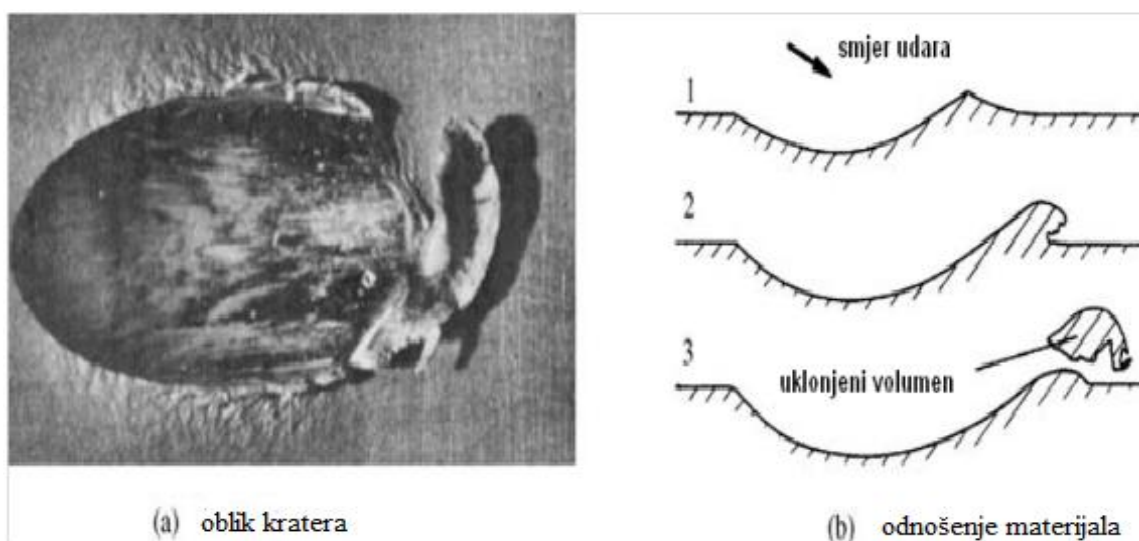 smjer udara
1
2
3
uklonjeni volumen
(a) oblik kratera
(b) odnošenje materijala